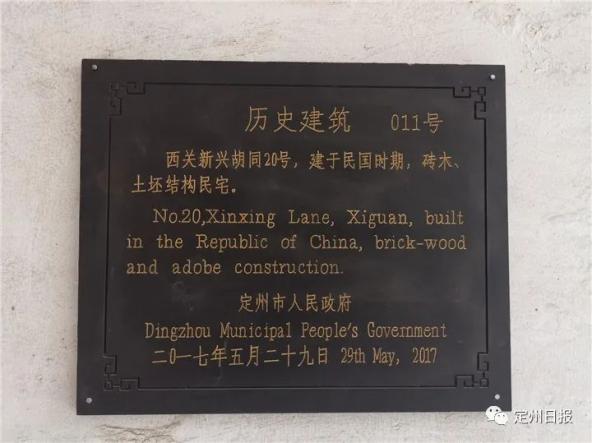 历史建筑 011号
西关新兴胡同20号，建于民国时期，砖木、
土坯结构民宅。
No.20,Xinxing Lane, Xiguan, built
in the Republic of China, brick-wood
and adobe construction.
定州市人民政府
Dingzhou Municipal People's Government
二〇一七年五月二十九日 29th May, 2017
定州日报